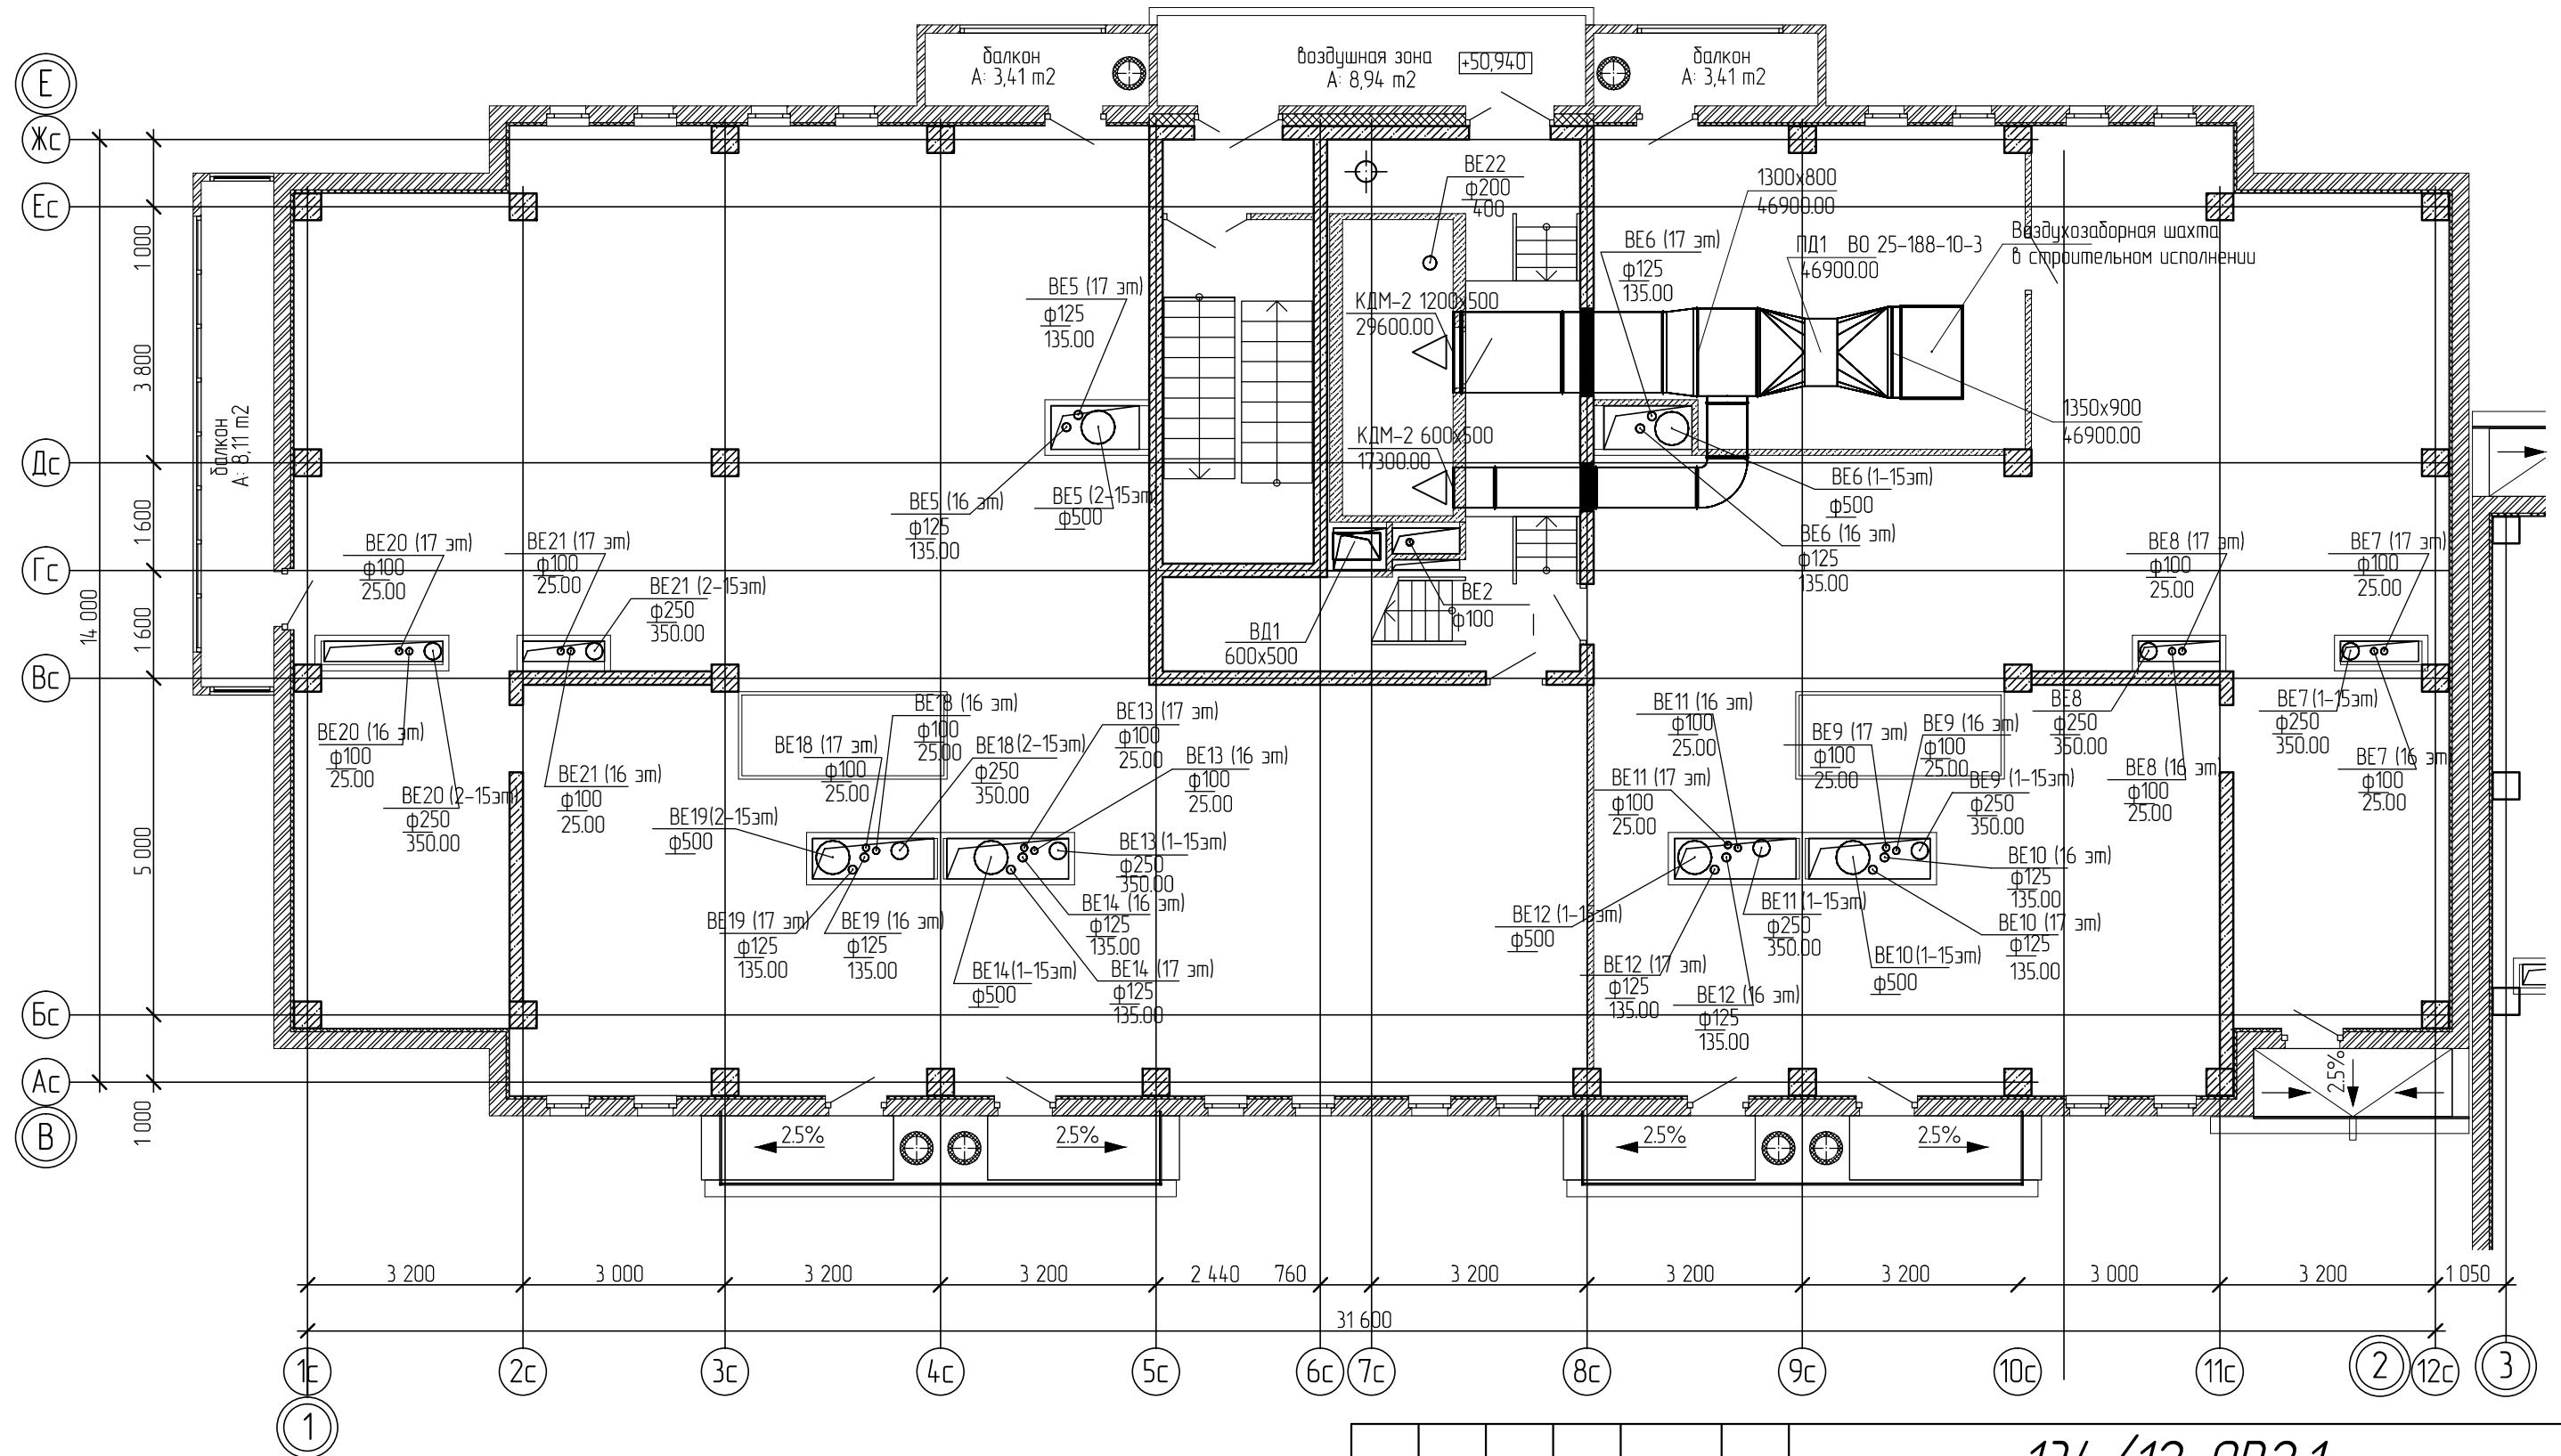 балкон
А: 3,41 m2
воздушная зона
А: 8,94 m2
+50,940
балкон
А: 3,41 m2
Е
Жс
Ес
Дс
Гс
Вс
Бс
Ас
В
1 000
3 800
1 600
1 600
5 000
1 000
14 000
балкон
А: 8,11 m2
ВЕ22
ф200
400
1300х800
46900.00
ВЕ6 (17 эт)
ф125
135.00
ПД1 ВО 25-188-10-3
46900.00
Воздухозаборная шахта
в строительном исполнении
ВЕ5 (17 эт)
ф125
135.00
КДМ-2 1200х500
29600.00
1350х900
46900.00
КДМ-2 600х500
17300.00
ВЕ5 (16 эт)
ф125
135.00
ВЕ5 (2-15эт)
ф500
ВЕ6 (1-15эт)
ф500
ВЕ6 (16 эт)
ф125
135.00
ВЕ20 (17 эт)
ф100
25.00
ВЕ21 (17 эт)
ф100
25.00
ВЕ21 (2-15эт)
ф250
350.00
ВЕ8 (17 эт)
ф100
25.00
ВЕ7 (17 эт)
ф100
25.00
ВЕ2
ф100
ВД1
600х500
ВЕ20 (16 эт)
ф100
25.00
ВЕ20 (2-15эт)
ф250
350.00
ВЕ21 (16 эт)
ф100
25.00
ВЕ18 (16 эт)
ф100
25.00
ВЕ18 (17 эт)
ф100
25.00
ВЕ18 (2-15эт)
ф250
350.00
ВЕ13 (17 эт)
ф100
25.00
ВЕ13 (16 эт)
ф100
25.00
ВЕ19(2-15эт)
ф500
ВЕ13 (1-15эт)
ф250
350.00
ВЕ14 (16 эт)
ф125
135.00
ВЕ19 (17 эт)
ф125
135.00
ВЕ19 (16 эт)
ф125
135.00
ВЕ14(1-15эт)
ф500
ВЕ14 (17 эт)
ф125
135.00
ВЕ11 (16 эт)
ф100
25.00
ВЕ11 (17 эт)
ф100
25.00
ВЕ9 (17 эт)
ф100
25.00
ВЕ9 (16 эт)
ф100
25.00
ВЕ9 (1-15эт)
ф250
350.00
ВЕ8
ф250
350.00
ВЕ8 (16 эт)
ф100
25.00
ВЕ7 (1-15эт)
ф250
350.00
ВЕ7 (16 эт)
ф100
25.00
ВЕ10 (16 эт)
ф125
135.00
ВЕ10 (17 эт)
ф125
135.00
ВЕ12 (1-15эт)
ф500
ВЕ11 (1-15эт)
ф250
350.00
ВЕ12 (17 эт)
ф125
135.00
ВЕ12 (16 эт)
ф125
135.00
ВЕ10(1-15эт)
ф500
2.5%
2.5%
2.5%
2.5%
2.5%
3 200
3 000
3 200
3 200
2 440
760
3 200
3 200
3 200
3 000
3 200
1 050
31 600
1с
2с
3с
4с
5с
6с
7с
8с
9с
10с
11с
2
12с
3
1